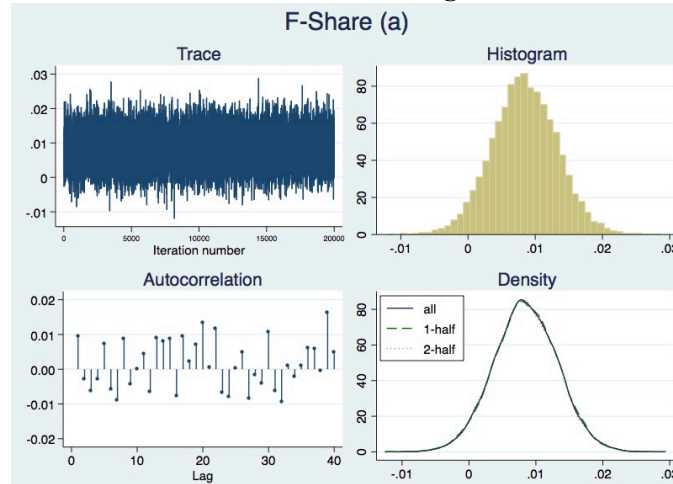 F-Share (a)
Trace
.03
.02
.01
0
-.01
0 5000 10000 15000 20000
Iteration number
Histogram
80
60
40
20
0
-.01 0 .01 .02 .03
Autocorrelation
0.02
0.01
0.00
-0.01
-0.02
0 10 20 30 40
Lag
Density
all
1-half
2-half
80
60
40
20
0
-.01 0 .01 .02 .03